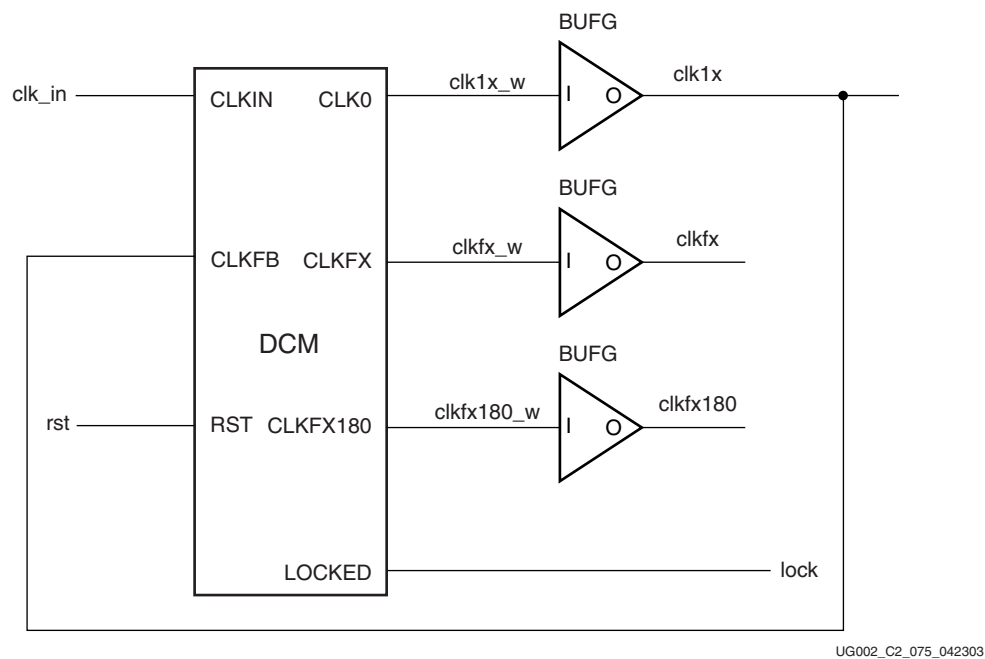 BUFG
clk_in
CLKIN
CLK0
clk1x_w
I
O
clk1x
BUFG
CLKFB
CLKFX
clkfx_w
I
O
clkfx
DCM
BUFG
rst
RST
CLKFX180
clkfx180_w
I
O
clkfx180
LOCKED
lock
UG002_C2_075_042303